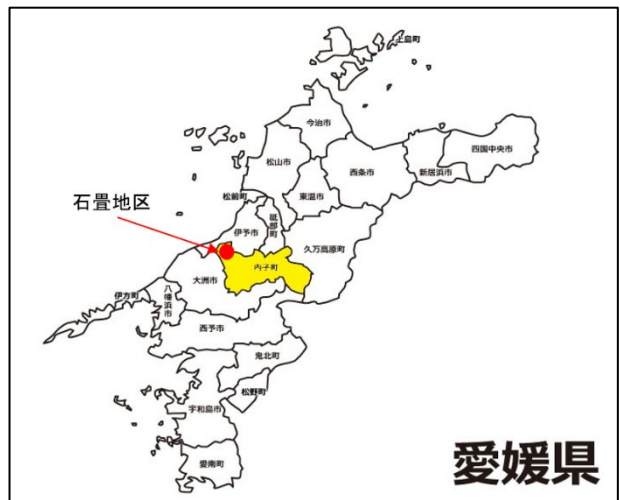 上島町
今治市
松山市
西条市
新居浜市
四国中央市
東温市
松前町
石畳地区
伊予市
砥部町
久万高原町
内子町
大洲市
伊方町
八幡浜市
西予市
鬼北町
松野町
宇和島市
愛南町
愛媛県